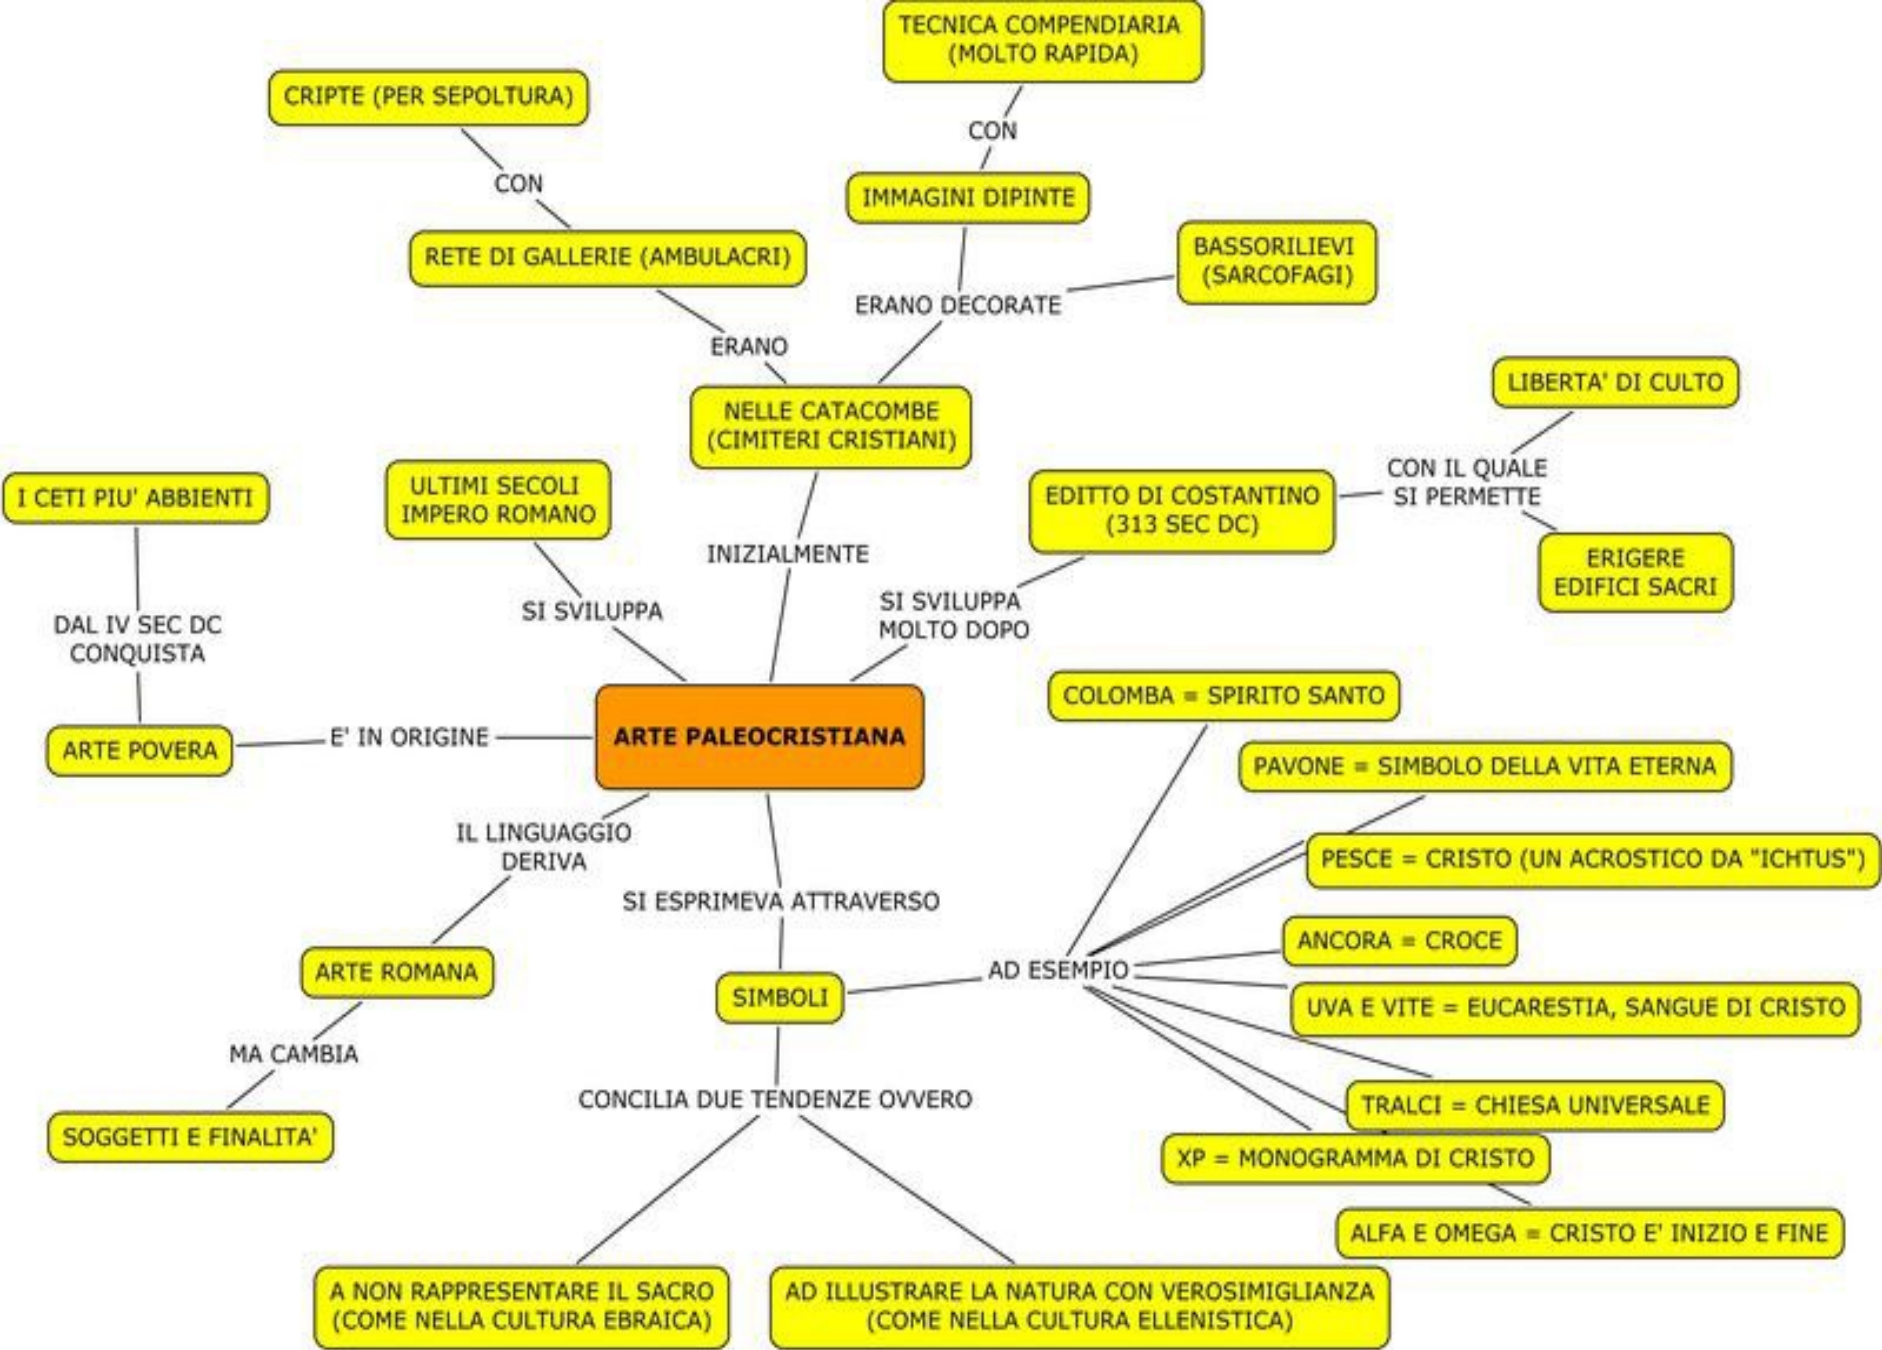 TECNICA COMPENDIARIA
(MOLTO RAPIDA)
CRIPTE (PER SEPOLTURA)
CON
CON
IMMAGINI DIPINTE
RETE DI GALLERIE (AMBULACRI)
BASSORILIEVI
(SARCOFAGI)
ERANO DECORATE
ERANO
NELLE CATACOMBE
(CIMITERI CRISTIANI)
LIBERTA' DI CULTO
CON IL QUALE
SI PERMETTE
EDITTO DI COSTANTINO
(313 SEC DC)
ERIGERE
EDIFICI SACRI
I CETI PIU' ABBIENTI
ULTIMI SECOLI
IMPERO ROMANO
INIZIALMENTE
SI SVILUPPA
SI SVILUPPA
MOLTO DOPO
DAL IV SEC DC
CONQUISTA
ARTE POVERA
E' IN ORIGINE
ARTE PALEOCRISTIANA
COLOMBA = SPIRITO SANTO
PAVONE = SIMBOLO DELLA VITA ETERNA
PESCE = CRISTO (UN ACROSTICO DA "ICHTUS")
IL LINGUAGGIO
DERIVA
SI ESPRIMEVA ATTRAVERSO
ANCORA = CROCE
ARTE ROMANA
SIMBOLI
AD ESEMPIO
UVA E VITE = EUCARESTIA, SANGUE DI CRISTO
MA CAMBIA
CONCILIA DUE TENDENZE OVVERO
TRALCI = CHIESA UNIVERSALE
SOGGETTI E FINALITA'
XP = MONOGRAMMA DI CRISTO
ALFA E OMEGA = CRISTO E' INIZIO E FINE
A NON RAPPRESENTARE IL SACRO
(COME NELLA CULTURA EBRAICA)
AD ILLUSTRARE LA NATURA CON VEROSIMIGLIANZA
(COME NELLA CULTURA ELLENISTICA)